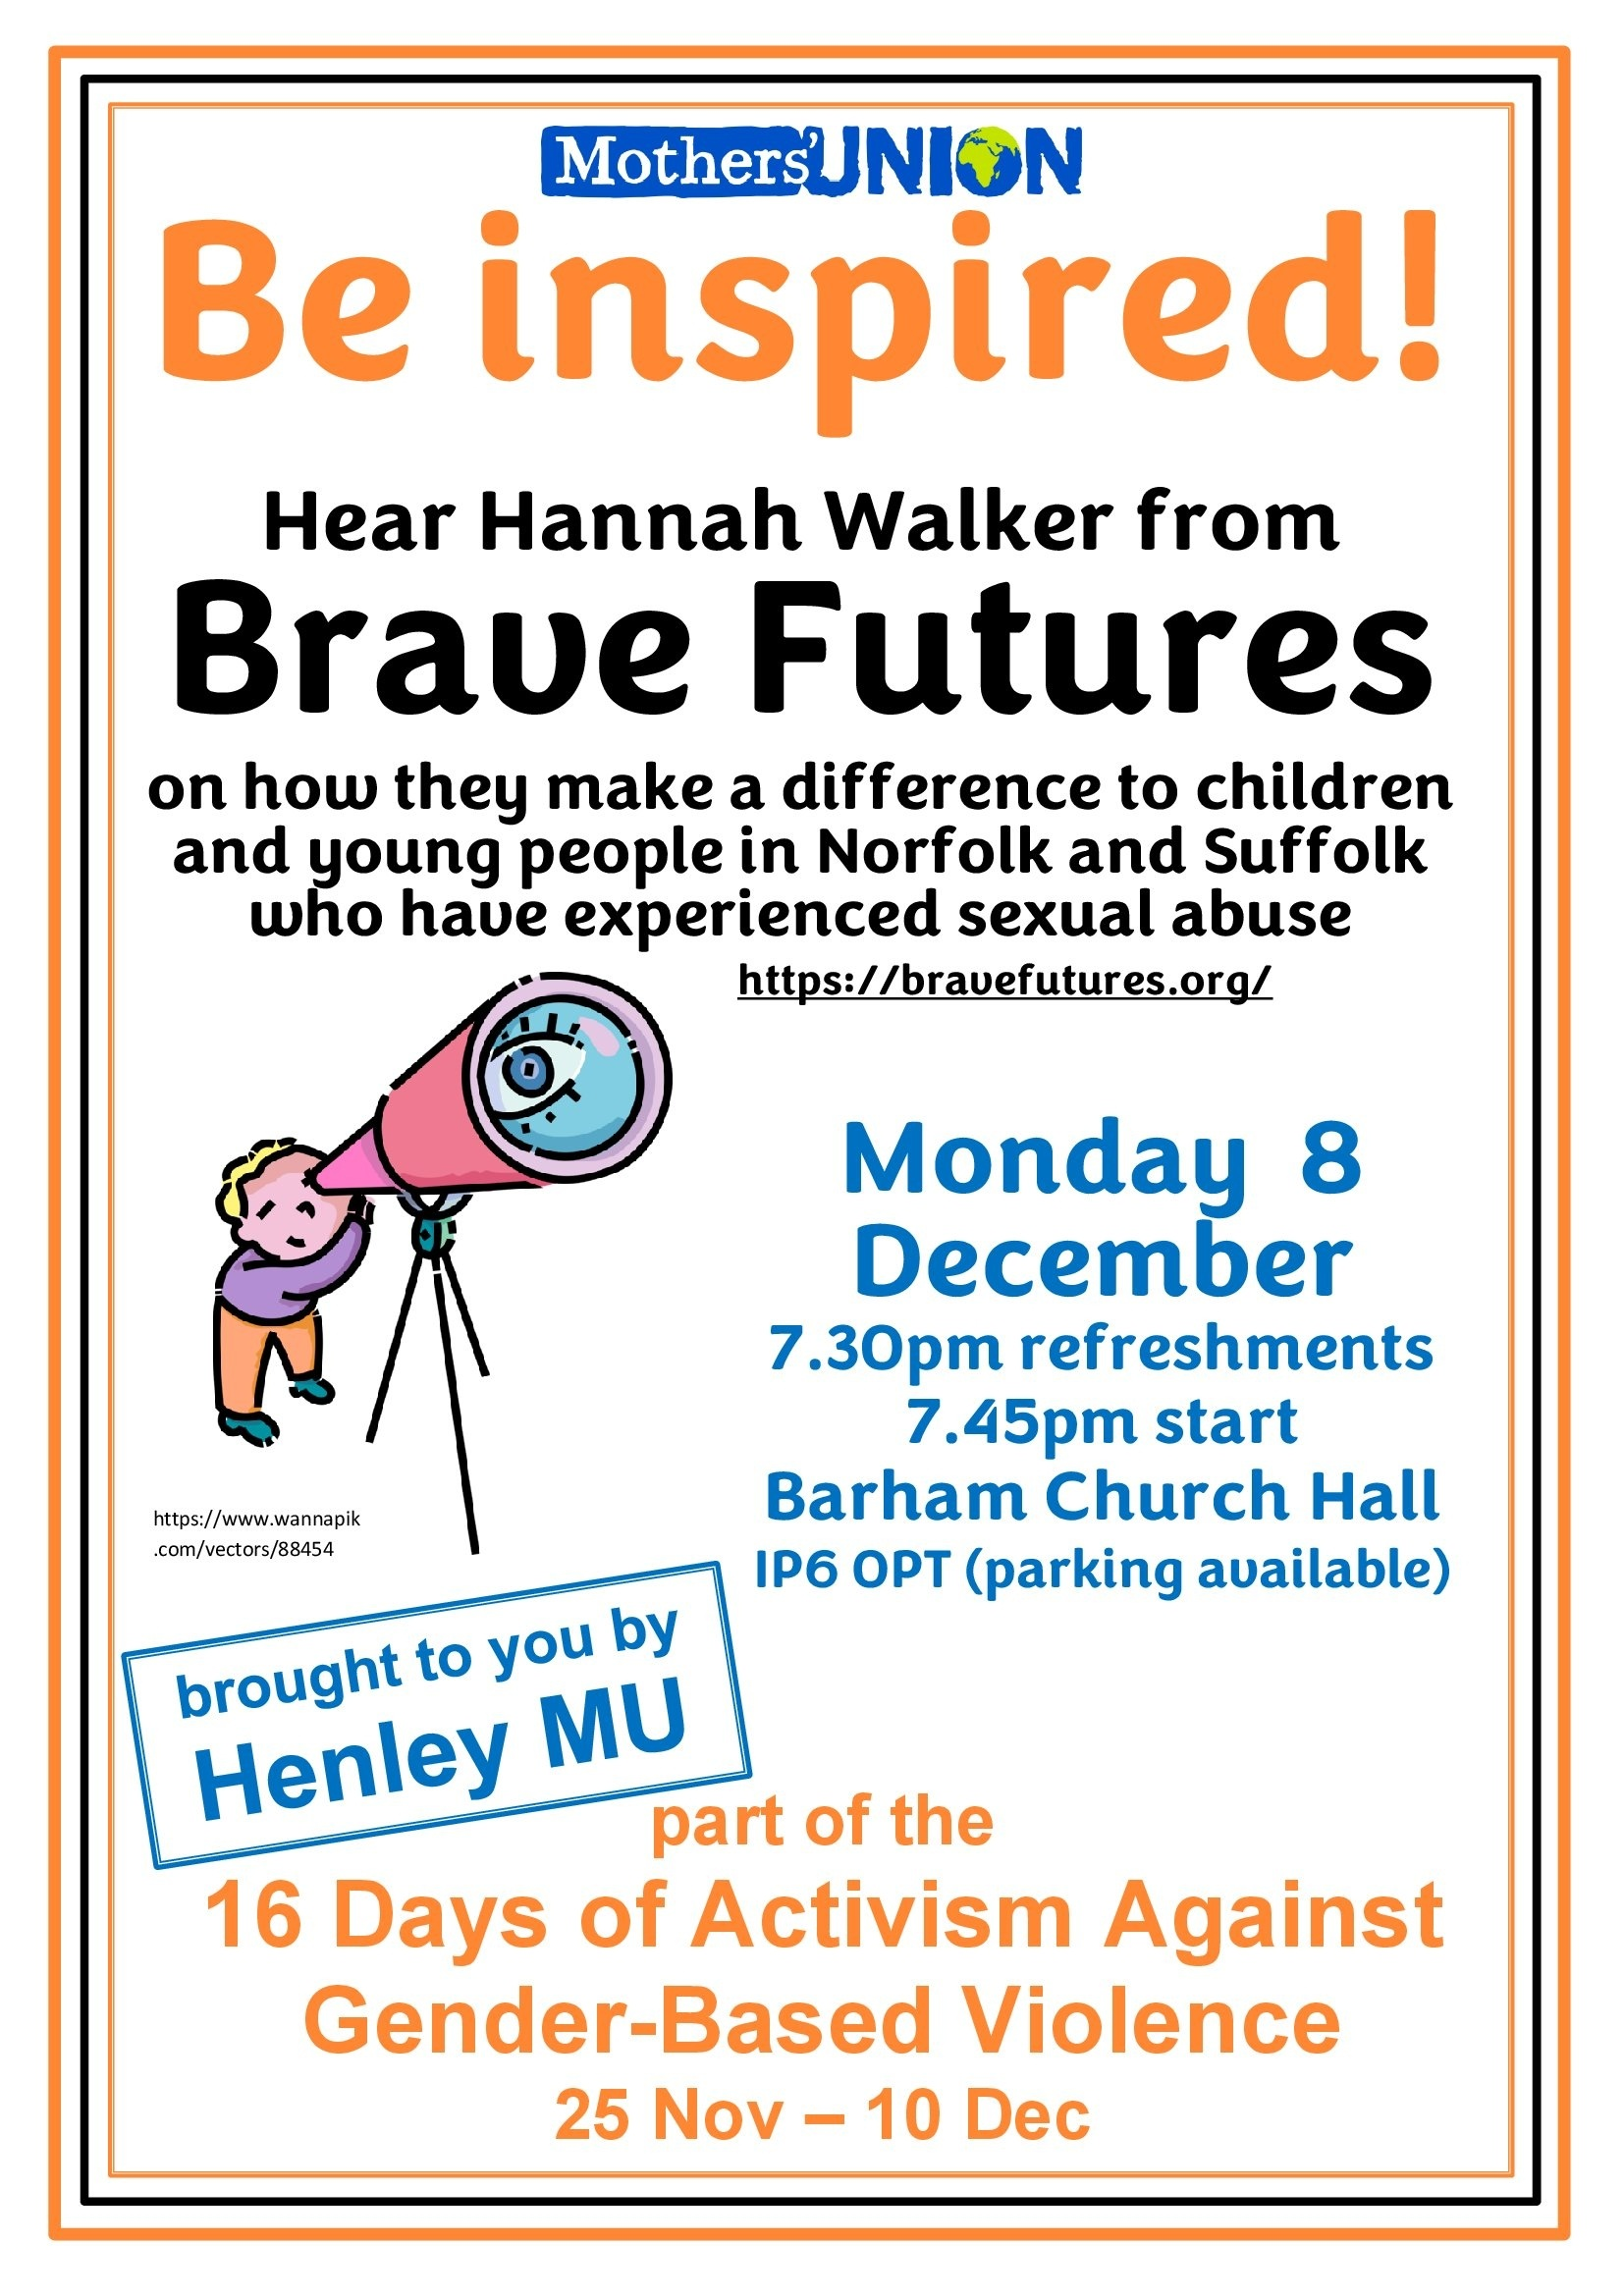 Mothers' UNION
Be inspired!
Hear Hannah Walker from
Brave Futures
on how they make a difference to children
and young people in Norfolk and Suffolk
who have experienced sexual abuse
https://bravefutures.org/
Monday 8
December
7.30pm refreshments
7.45pm start
Barham Church Hall
IP6 0PT (parking available)
https://www.wannapik
.com/vectors/88454
brought to you by
Henley MU
part of the
16 Days of Activism Against
Gender-Based Violence
25 Nov – 10 Dec